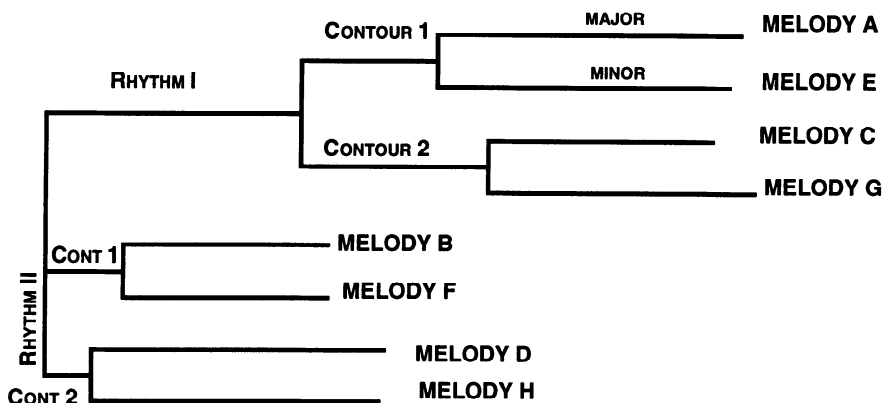 CONTOUR 1
MAJOR
MELODY A
RHYTHM I
MINOR
MELODY E
CONTOUR 2
MELODY C
MELODY G
CONT 1
MELODY B
MELODY F
RHYTHM II
MELODY D
CONT 2
MELODY H